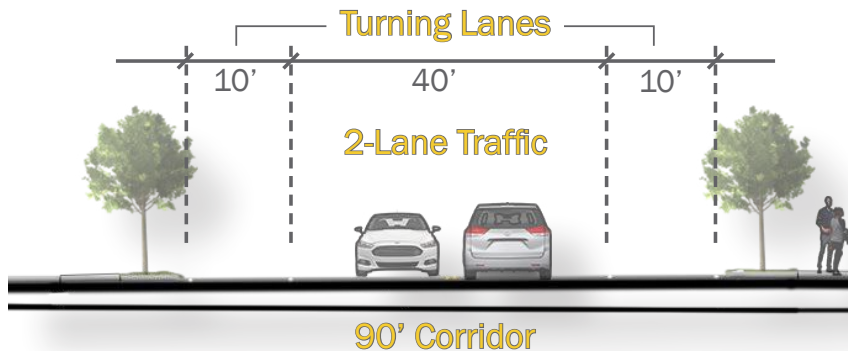 Turning Lanes
10’ 40’ 10’
2-Lane Traffic
90’ Corridor